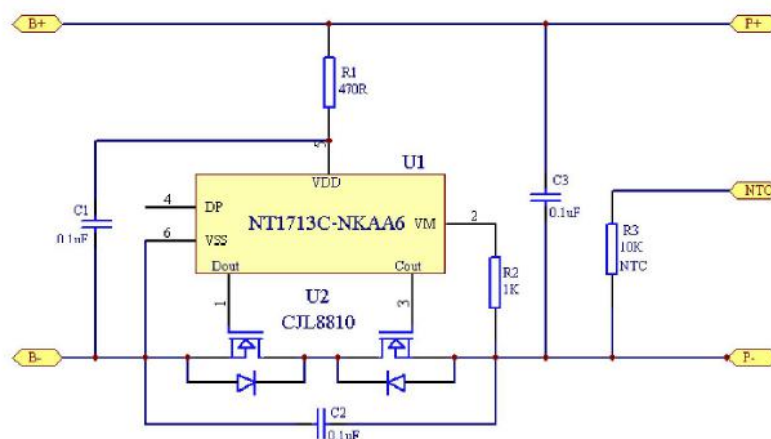 B+
P+
R1
470R
5
U1
VDD
4
DP
NT1713C-NKAA6
VM
2
C1
0.1uF
6
VSS
C3
0.1uF
NTC
R3
10K
NTC
Dout
Cout
R2
1K
1
U2
3
CJL8810
B-
P-
C2
0.1uF